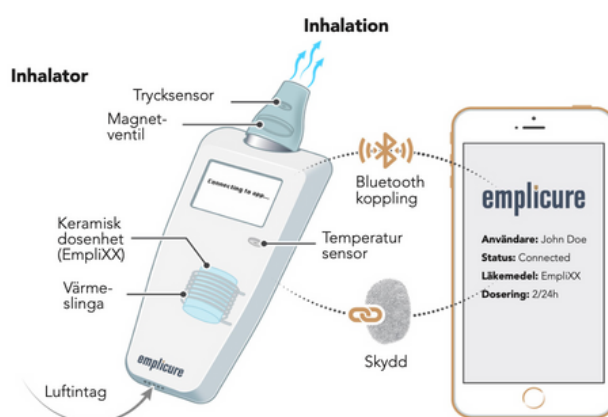 Inhalation
Inhalator
Trycksensor
Magnet-
ventil
Connecting to app...
Keramisk
dosenhet
(EmpliXX)
Värme-
slinga
emplicure
Luftintag
Bluetooth
koppling
Temperatur
sensor
Skydd
emplicure
Användare: John Doe
Status: Connected
Läkemedel: EmpliXX
Dosering: 2/24h